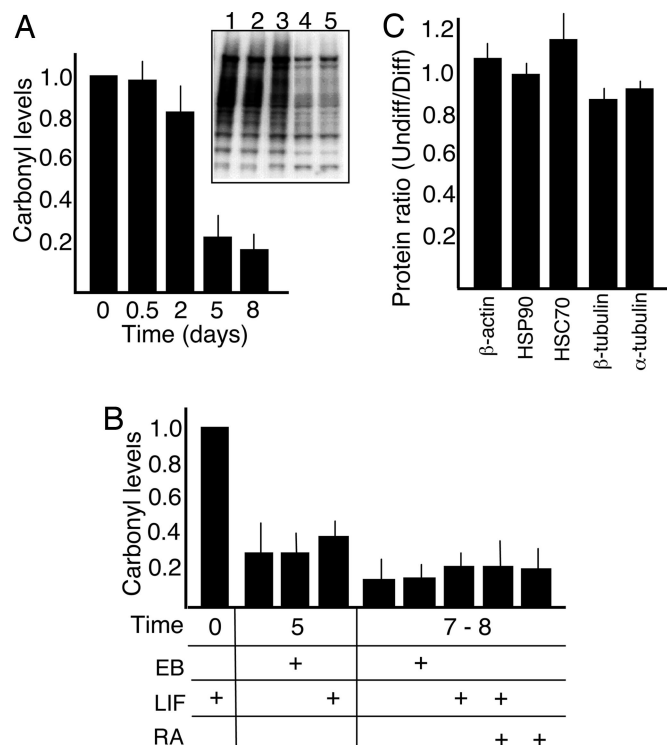 A
1 2 3 4 5
Carbonyl levels
1.0
0.8
0.6
0.4
0.2
0 0.5 2 5 8
Time (days)
C
Protein ratio (Undiff/Diff)
1.2
1.0
0.8
0.6
0.4
0.2
β-actin
HSP90
HSC70
β-tubulin
α-tubulin
B
Carbonyl levels
1.0
0.8
0.6
0.4
0.2
Time 0 5 7 - 8
EB + +
LIF + + + +
RA + +